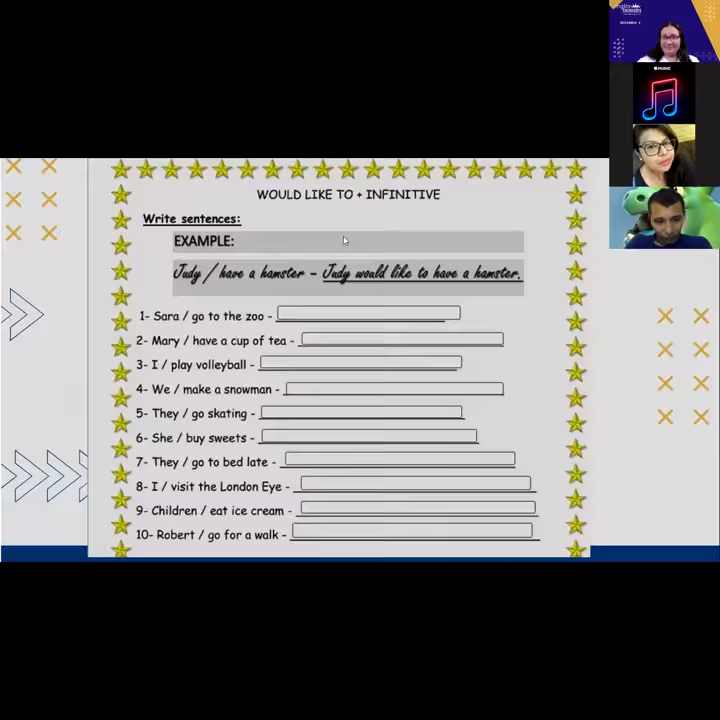 MUSIC
WOULD LIKE TO + INFINITIVE
Write sentences:
EXAMPLE:
Judy / have a hamster – Judy would like to have a hamster.
1- Sara / go to the zoo -
2- Mary / have a cup of tea -
3- I / play volleyball -
4- We / make a snowman -
5- They / go skating -
6- She / buy sweets -
7- They / go to bed late -
8- I / visit the London Eye -
9- Children / eat ice cream -
10- Robert / go for a walk -